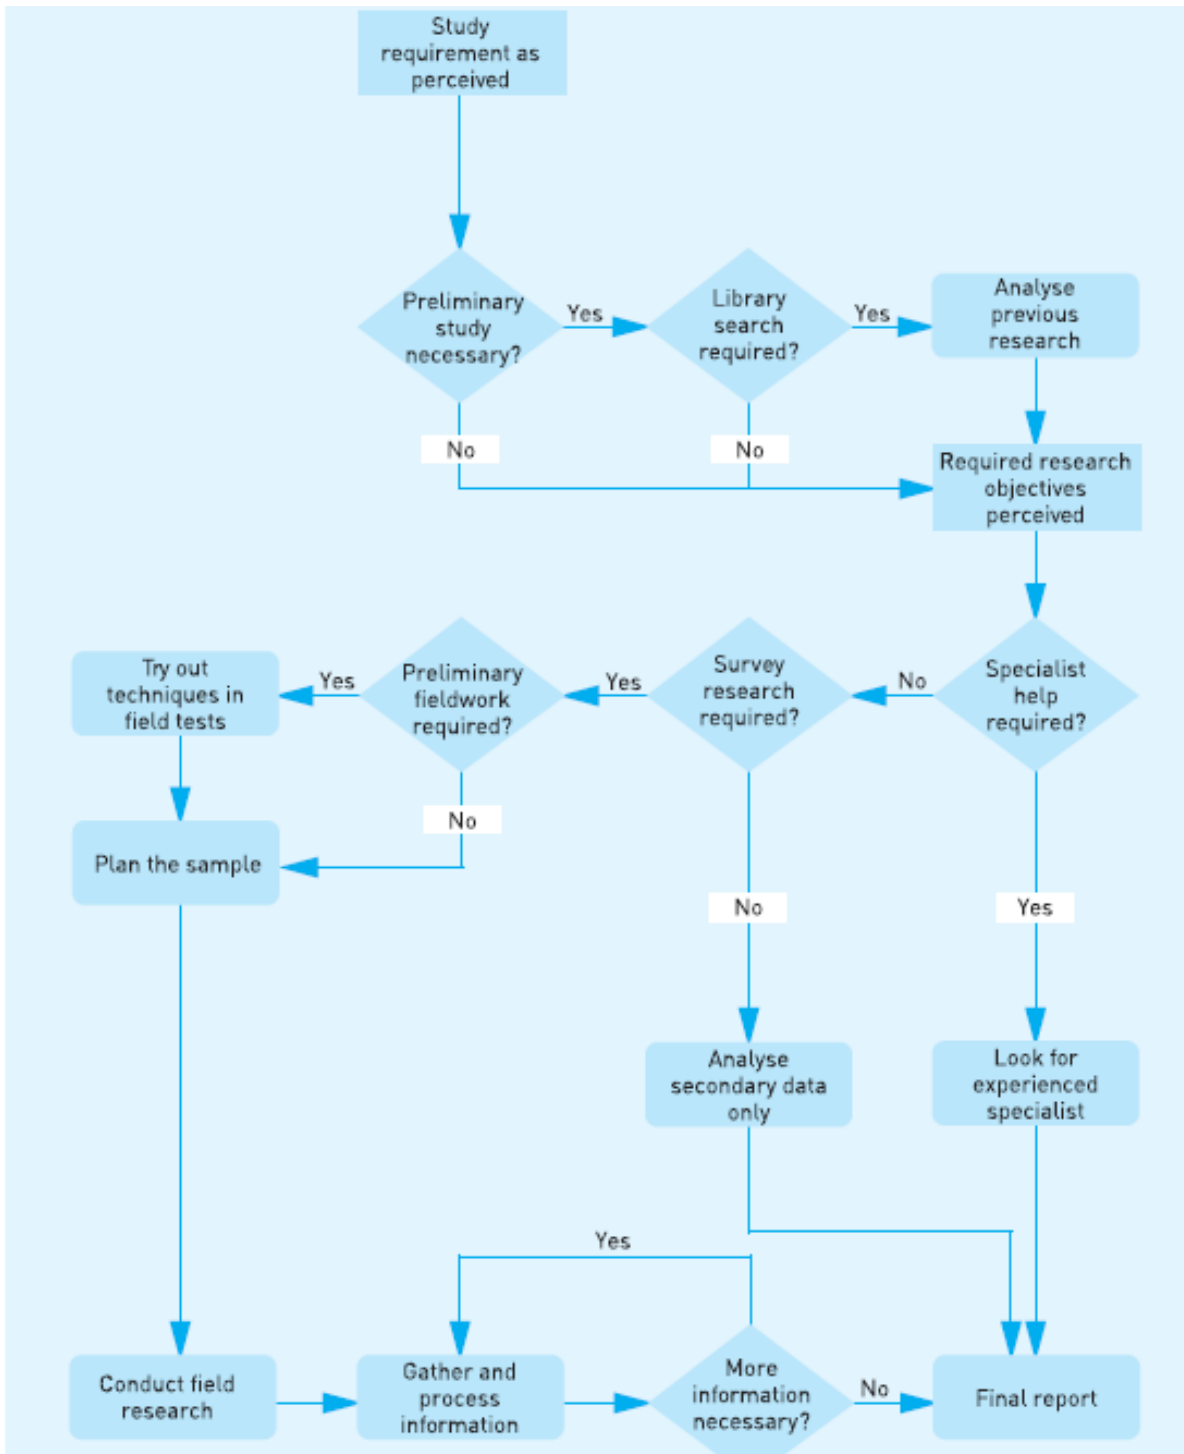 Study
requirement as
perceived
Preliminary
study
necessary?
Yes
Library
search
required?
Yes
Analyse
previous
research
No
No
Required research
objectives
perceived
Try out
techniques in
field tests
Yes
Preliminary
fieldwork
required?
Yes
Survey
research
required?
No
Specialist
help
required?
No
Plan the sample
No
Yes
Analyse
secondary data
only
Look for
experienced
specialist
Yes
Conduct field
research
Gather and
process
information
More
information
necessary?
No
Final report